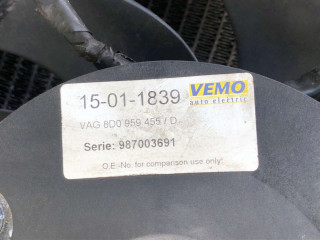 15-01-1839
VEMO
auto electric
VAG 8D0 959 455 / D
Serie: 987003691
O.E-No. for comparison use only*